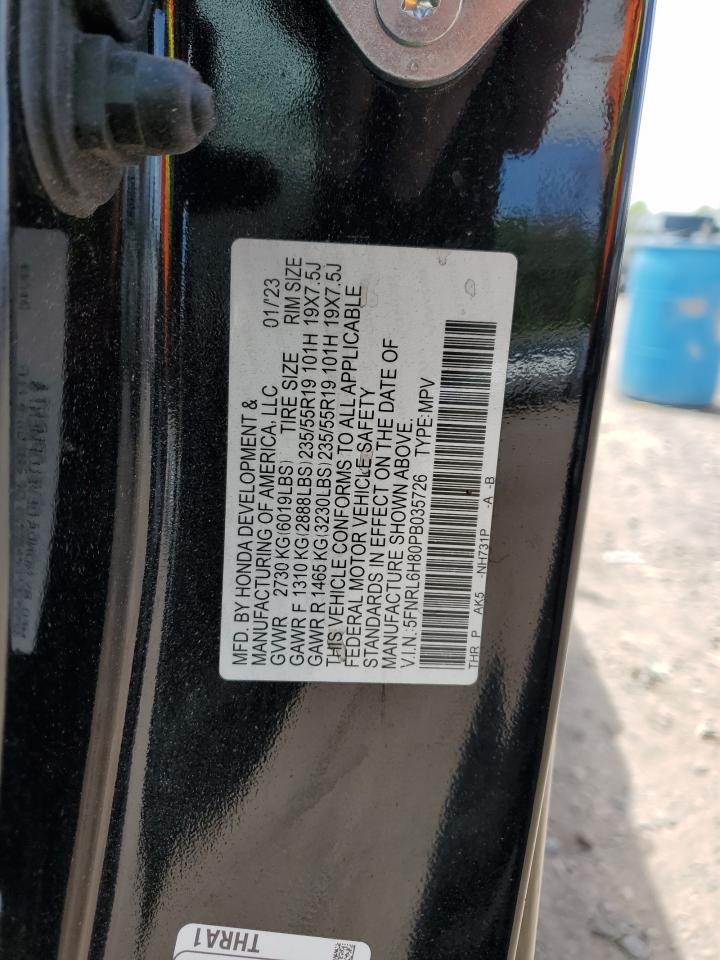 MFD. BY HONDA DEVELOPMENT &
MANUFACTURING OF AMERICA, LLC 01/'23
GVWR 2730 KG(6019LBS) TIRE SIZE RIM SIZE
GAWR F 1310 KG(2888LBS)235/55R19 101H 19X7.5J
GAWR R 1465 KG(3230LBS)235/55R19 101H 19X7.5J
THIS VEHICLE CONFORMS TO ALL APPLICABLE
FEDERAL MOTOR VEHICLE SAFETY
STANDARDS IN EFFECT ON THE DATE OF
MANUFACTURE SHOWN ABOVE.
V.I.N.:5FNRL6H80PB035726 TYPE:MPV
THR P AK5 -NH731P -A -B
THRA1